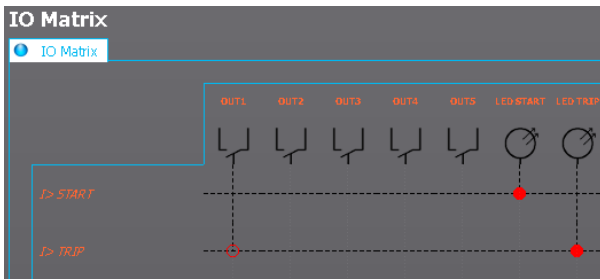 IO Matrix
IO Matrix
OUT1 OUT2 OUT3 OUT4 OUT5 LED START LED TRIP
I> START
I> TRIP